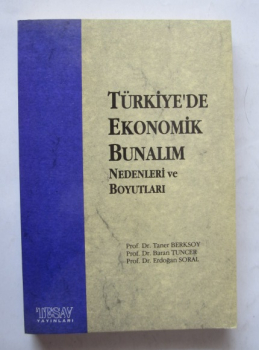 TÜRKİYE'DE
EKONOMİK
BUNALIM
NEDENLERİ ve
BOYUTLARI
Prof. Dr. Taner BERKSOY
Prof. Dr. Baran TUNCER
Prof. Dr. Erdoğan SORAL
TÜSAV
YAYINLARI